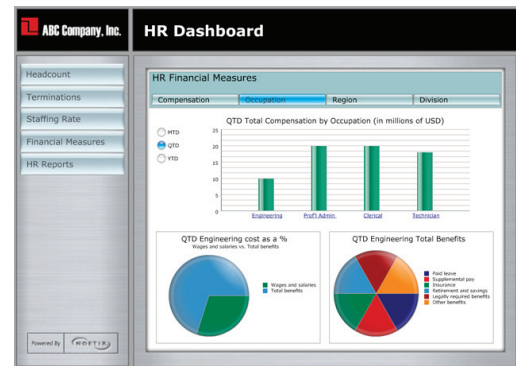 ABC Company, Inc.
HR Dashboard
Headcount
Terminations
Staffing Rate
Financial Measures
HR Reports
HR Financial Measures
Compensation Occupation Region Division
QTD Total Compensation by Occupation (in millions of USD)
MTD
QTD
YTD
25
20
15
10
5
0
Engineering Prof'l Admin Clerical Technician
QTD Engineering cost as a %
Wages and salaries vs. Total benefits
Wages and salaries
Total benefits
QTD Engineering Total Benefits
Paid leave
Supplemental pay
Insurance
Retirement and savings
Legally required benefits
Other benefits
Powered By